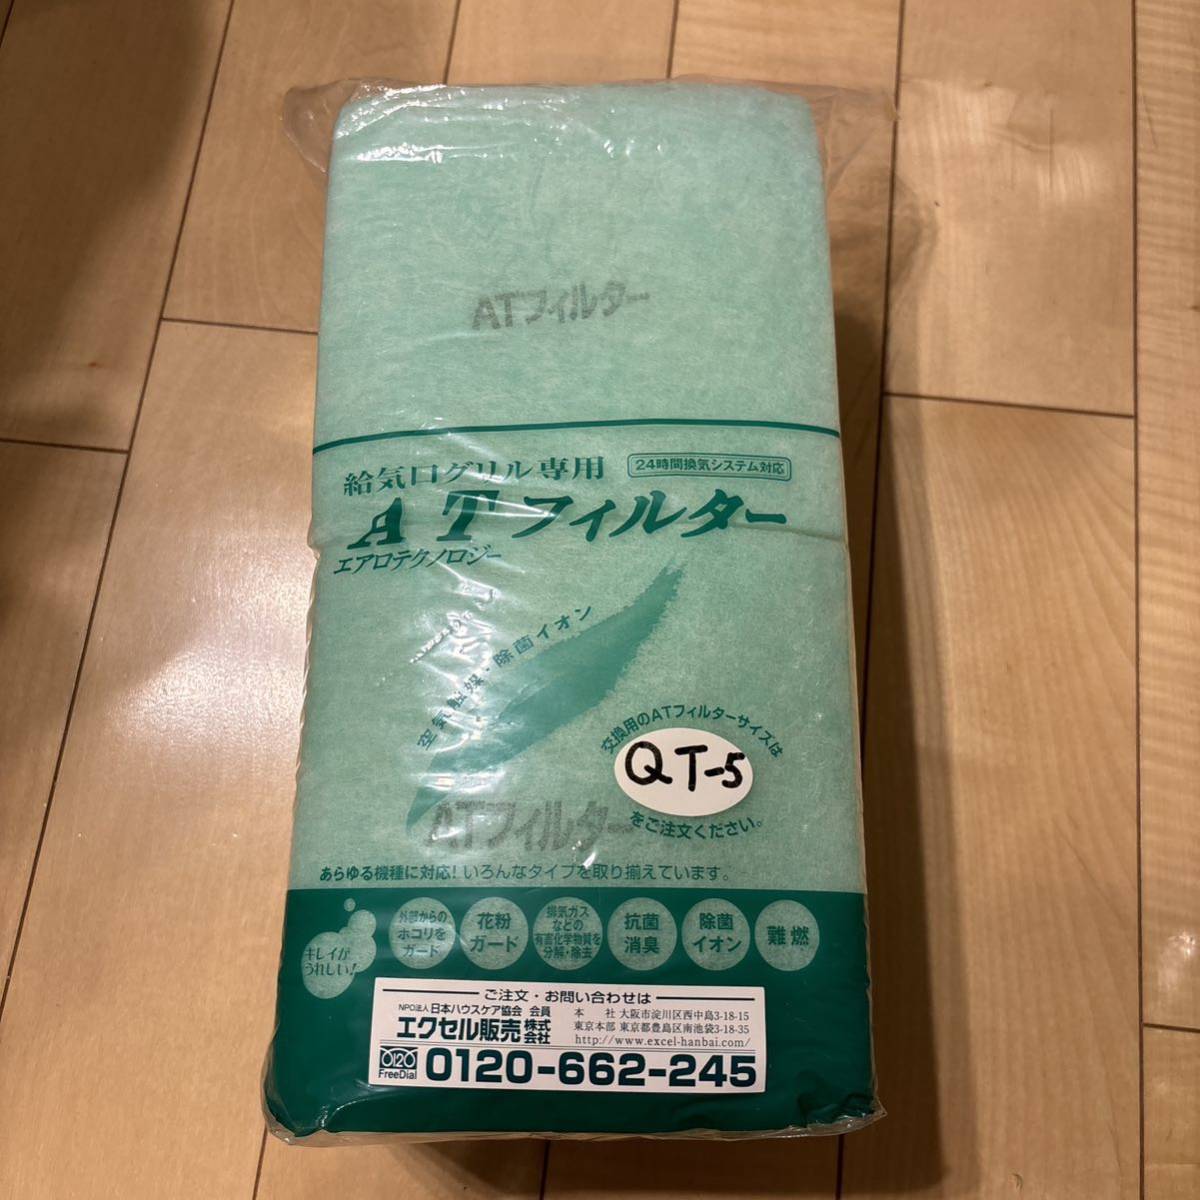 ATフィルター
給気口グリル専用
24時間換気システム対応
ATフィルター
エアロテクノロジー
空気触媒・除菌イオン
交換用のATフィルターサイズは
QT-5
をご注文ください。
ATフィルター
あらゆる機種に対応!いろんなタイプを取り揃えています。
キレイが
うれしい!
外部からの
ホコリを
ガード
花粉
ガード
排気ガス
などの
有害化学物質を
分解・除去
抗菌
消臭
除菌
イオン
難燃
ご注文・お問い合わせは
NPO法人 日本ハウスケア協会 会員
エクセル販売株式会社
本社 大阪市淀川区西中島3-18-15
東京本部 東京都豊島区南池袋3-18-35
http://www.excel-hanbai.com/
0120
FreeDial
0120-662-245